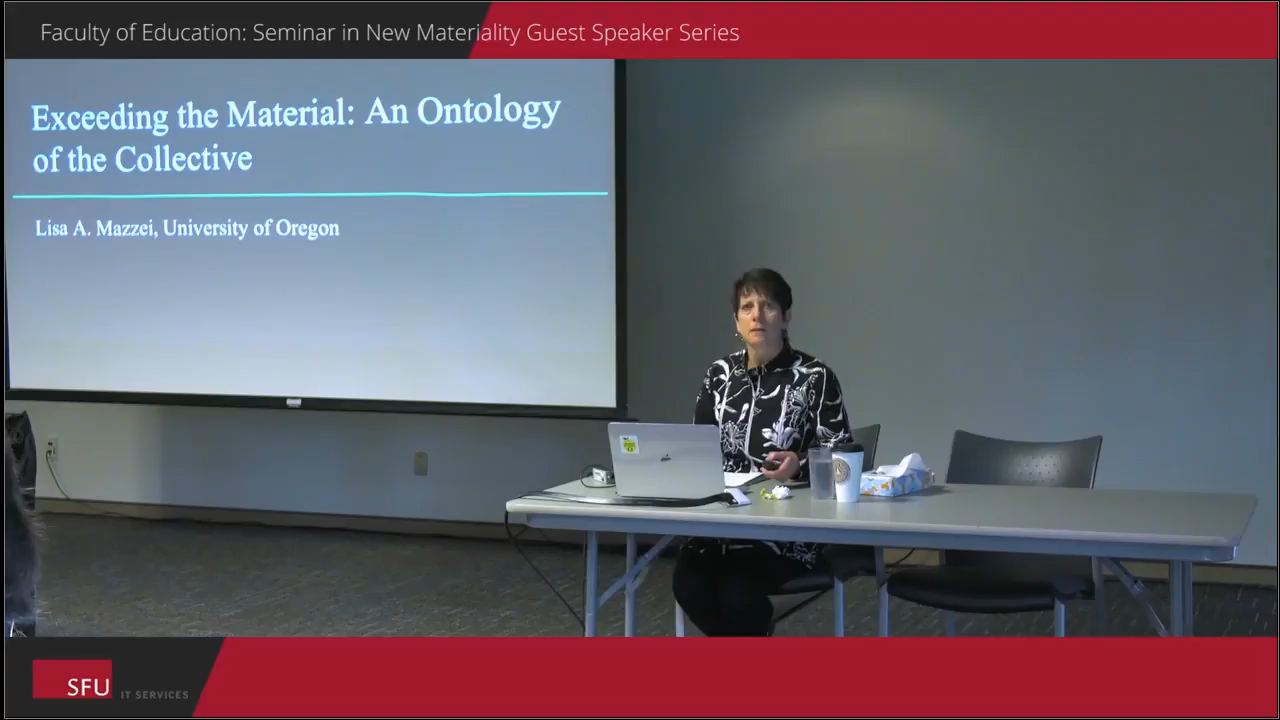 Faculty of Education: Seminar in New Materiality Guest Speaker Series
Exceeding the Material: An Ontology
of the Collective
Lisa A. Mazzei, University of Oregon
SFU IT SERVICES